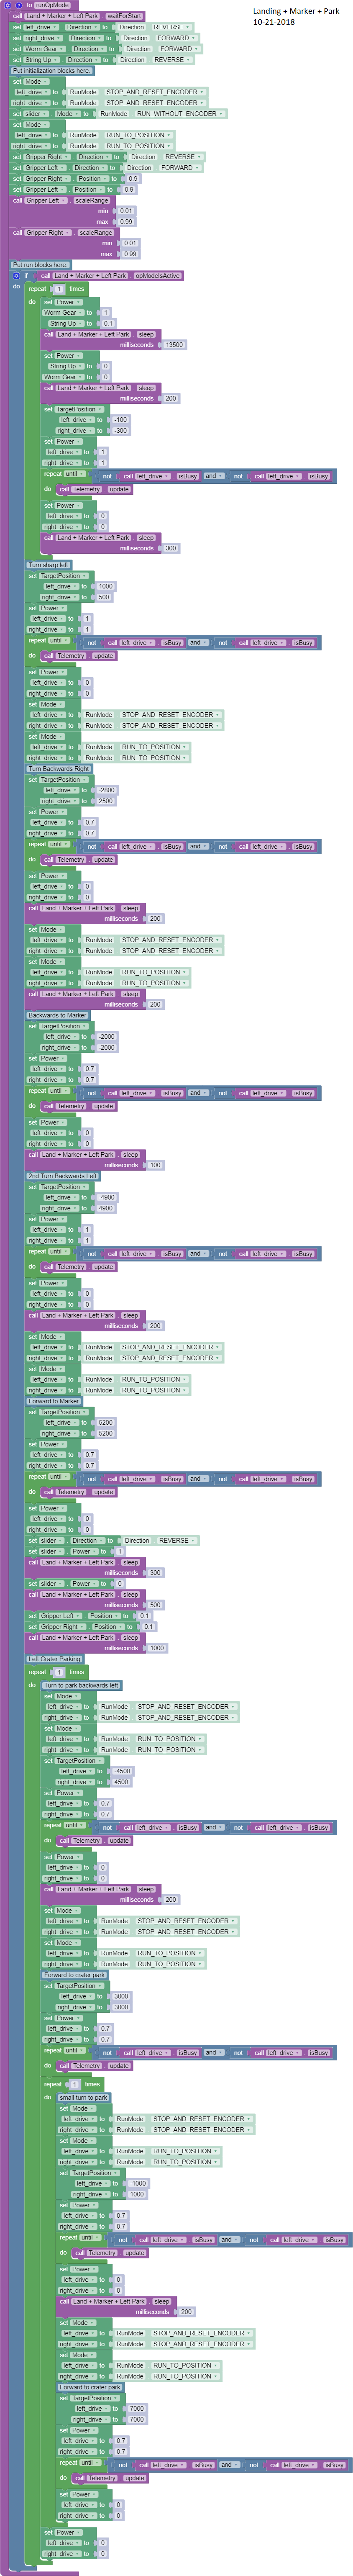 Landing + Marker + Park
10-21-2018
to runOpMode
call Land + Marker + Left Park . waitForStart
set left_drive . Direction to Direction REVERSE
set right_drive . Direction to Direction FORWARD
set Worm Gear . Direction to Direction FORWARD
set String Up . Direction to Direction REVERSE
Put initialization blocks here.
set Mode
left_drive to RunMode STOP_AND_RESET_ENCODER
right_drive to RunMode STOP_AND_RESET_ENCODER
set slider . Mode to RunMode RUN_WITHOUT_ENCODER
set Mode
left_drive to RunMode RUN_TO_POSITION
right_drive to RunMode RUN_TO_POSITION
set Gripper Right . Direction to Direction REVERSE
set Gripper Left . Direction to Direction FORWARD
set Gripper Right . Position to 0.9
set Gripper Left . Position to 0.9
call Gripper Left . scaleRange
min 0.01
max 0.99
call Gripper Right . scaleRange
min 0.01
max 0.99
Put run blocks here.
if call Land + Marker + Left Park . opModeIsActive
do repeat 1 times
do set Power
Worm Gear to 1
String Up to 0.1
call Land + Marker + Left Park . sleep
milliseconds 13500
set Power
String Up to 0
Worm Gear to 0
call Land + Marker + Left Park . sleep
milliseconds 200
set TargetPosition
left_drive to -100
right_drive to -300
set Power
left_drive to 1
right_drive to 1
repeat until not call left_drive . isBusy and not call left_drive . isBusy
do call Telemetry . update
set Power
left_drive to 0
right_drive to 0
call Land + Marker + Left Park . sleep
milliseconds 300
Turn sharp left
set TargetPosition
left_drive to 1000
right_drive to 500
set Power
left_drive to 1
right_drive to 1
repeat until not call left_drive . isBusy and not call left_drive . isBusy
do call Telemetry . update
set Power
left_drive to 0
right_drive to 0
set Mode
left_drive to RunMode STOP_AND_RESET_ENCODER
right_drive to RunMode STOP_AND_RESET_ENCODER
set Mode
left_drive to RunMode RUN_TO_POSITION
right_drive to RunMode RUN_TO_POSITION
Turn Backwards Right
set TargetPosition
left_drive to -2800
right_drive to 2500
set Power
left_drive to 0.7
right_drive to 0.7
repeat until not call left_drive . isBusy and not call left_drive . isBusy
do call Telemetry . update
set Power
left_drive to 0
right_drive to 0
call Land + Marker + Left Park . sleep
milliseconds 200
set Mode
left_drive to RunMode STOP_AND_RESET_ENCODER
right_drive to RunMode STOP_AND_RESET_ENCODER
set Mode
left_drive to RunMode RUN_TO_POSITION
right_drive to RunMode RUN_TO_POSITION
call Land + Marker + Left Park . sleep
milliseconds 200
Backwards to Marker
set TargetPosition
left_drive to -2000
right_drive to -2000
set Power
left_drive to 0.7
right_drive to 0.7
repeat until not call left_drive . isBusy and not call left_drive . isBusy
do call Telemetry . update
set Power
left_drive to 0
right_drive to 0
call Land + Marker + Left Park . sleep
milliseconds 100
2nd Turn Backwards Left
set TargetPosition
left_drive to -4900
right_drive to 4900
set Power
left_drive to 1
right_drive to 1
repeat until not call left_drive . isBusy and not call left_drive . isBusy
do call Telemetry . update
set Power
left_drive to 0
right_drive to 0
call Land + Marker + Left Park . sleep
milliseconds 200
set Mode
left_drive to RunMode STOP_AND_RESET_ENCODER
right_drive to RunMode STOP_AND_RESET_ENCODER
set Mode
left_drive to RunMode RUN_TO_POSITION
right_drive to RunMode RUN_TO_POSITION
Forward to Marker
set TargetPosition
left_drive to 5200
right_drive to 5200
set Power
left_drive to 0.7
right_drive to 0.7
repeat until not call left_drive . isBusy and not call left_drive . isBusy
do call Telemetry . update
set Power
left_drive to 0
right_drive to 0
set slider . Direction to Direction REVERSE
set slider . Power to 1
call Land + Marker + Left Park . sleep
milliseconds 300
set slider . Power to 0
call Land + Marker + Left Park . sleep
milliseconds 500
set Gripper Left . Position to 0.1
set Gripper Right . Position to 0.1
call Land + Marker + Left Park . sleep
milliseconds 1000
Left Crater Parking
repeat 1 times
do Turn to park backwards left
set Mode
left_drive to RunMode STOP_AND_RESET_ENCODER
right_drive to RunMode STOP_AND_RESET_ENCODER
set Mode
left_drive to RunMode RUN_TO_POSITION
right_drive to RunMode RUN_TO_POSITION
set TargetPosition
left_drive to -4500
right_drive to 4500
set Power
left_drive to 0.7
right_drive to 0.7
repeat until not call left_drive . isBusy and not call left_drive . isBusy
do call Telemetry . update
set Power
left_drive to 0
right_drive to 0
call Land + Marker + Left Park . sleep
milliseconds 200
set Mode
left_drive to RunMode STOP_AND_RESET_ENCODER
right_drive to RunMode STOP_AND_RESET_ENCODER
set Mode
left_drive to RunMode RUN_TO_POSITION
right_drive to RunMode RUN_TO_POSITION
Forward to crater park
set TargetPosition
left_drive to 3000
right_drive to 3000
set Power
left_drive to 0.7
right_drive to 0.7
repeat until not call left_drive . isBusy and not call left_drive . isBusy
do call Telemetry . update
repeat 1 times
do small turn to park
set Mode
left_drive to RunMode STOP_AND_RESET_ENCODER
right_drive to RunMode STOP_AND_RESET_ENCODER
set Mode
left_drive to RunMode RUN_TO_POSITION
right_drive to RunMode RUN_TO_POSITION
set TargetPosition
left_drive to -1000
right_drive to 1000
set Power
left_drive to 0.7
right_drive to 0.7
repeat until not call left_drive . isBusy and not call left_drive . isBusy
do call Telemetry . update
set Power
left_drive to 0
right_drive to 0
call Land + Marker + Left Park . sleep
milliseconds 200
set Mode
left_drive to RunMode STOP_AND_RESET_ENCODER
right_drive to RunMode STOP_AND_RESET_ENCODER
set Mode
left_drive to RunMode RUN_TO_POSITION
right_drive to RunMode RUN_TO_POSITION
Forward to crater park
set TargetPosition
left_drive to 7000
right_drive to 7000
set Power
left_drive to 0.7
right_drive to 0.7
repeat until not call left_drive . isBusy and not call left_drive . isBusy
do call Telemetry . update
set Power
left_drive to 0
right_drive to 0
set Power
left_drive to 0
right_drive to 0